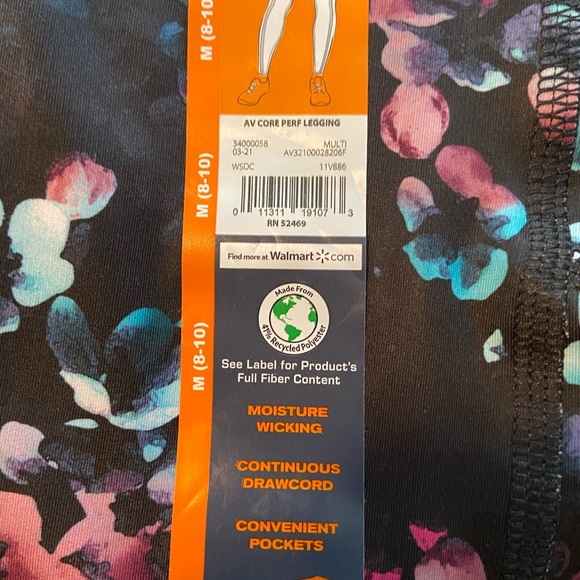 M (8-10)
AV CORE PERF LEGGING
34000058 MULTI
03-21 AV32100028206F
WSDC 11V886
0 11311 19107 3
RN 52469
M (8-10)
Find more at Walmart.com
Made From
41% Recycled Polyester
See Label for Product's
Full Fiber Content
M (8-10)
MOISTURE
WICKING
CONTINUOUS
DRAWCORD
CONVENIENT
POCKETS